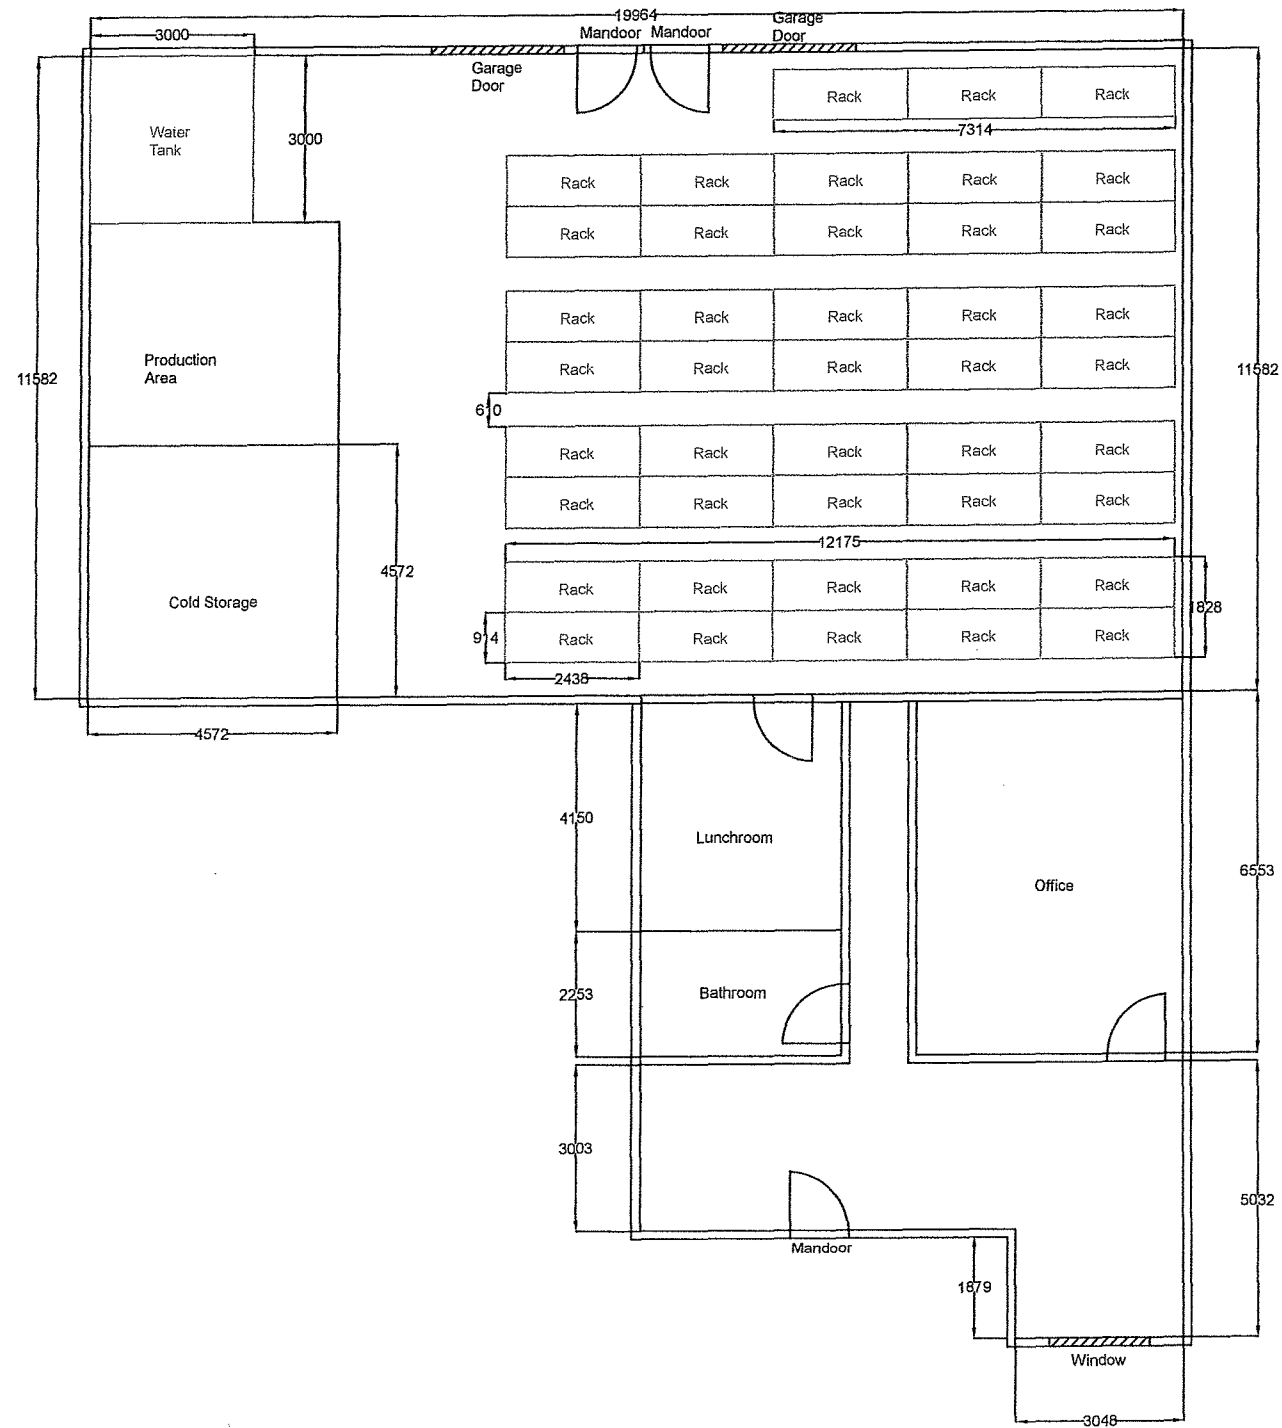 19964
3000
Mandoor Mandoor
Garage
Door
Garage
Door
Water
Tank
3000
Rack Rack Rack
7314
Rack Rack Rack Rack Rack
Rack Rack Rack Rack Rack
Rack Rack Rack Rack Rack
Production
Area
11582
11582
Rack Rack Rack Rack Rack
610
Rack Rack Rack Rack Rack
Rack Rack Rack Rack Rack
12175
4572
Cold Storage
Rack Rack Rack Rack Rack
1828
914
Rack Rack Rack Rack Rack
2438
4572
4150
Lunchroom
6553
Office
2253
Bathroom
3003
5032
Mandoor
1879
Window
3048